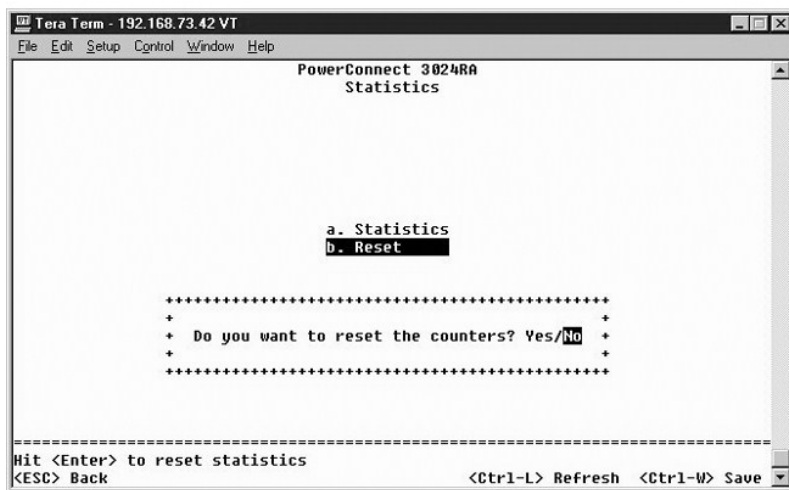 Tera Term - 192.168.73.42 VT
File Edit Setup Control Window Help
PowerConnect 3024RA
Statistics
a. Statistics
b. Reset
+++++++++++++++++++++++++++++++++++++++++++++++
+ +
+ Do you want to reset the counters? Yes/No +
+ +
+++++++++++++++++++++++++++++++++++++++++++++++
================================================================================
Hit <Enter> to reset statistics
<ESC> Back <Ctrl-L> Refresh <Ctrl-W> Save